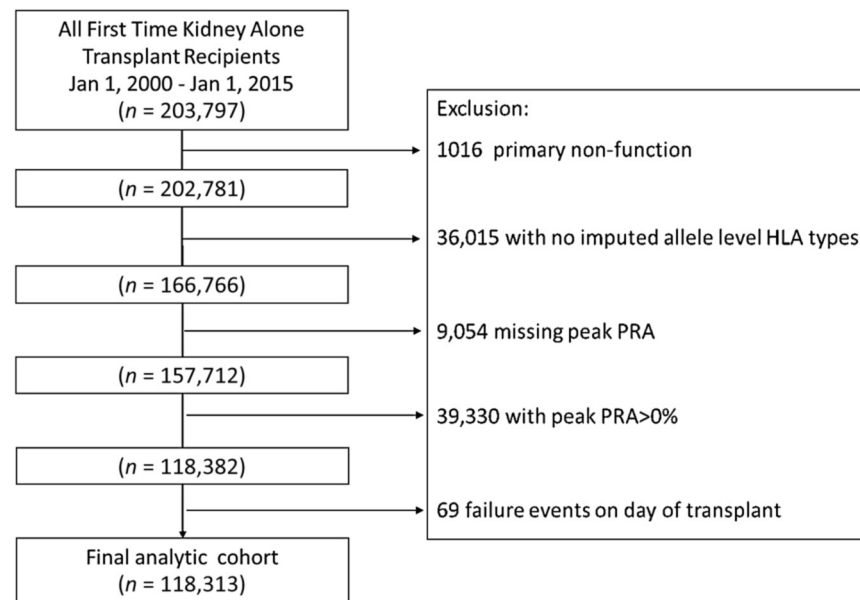 All First Time Kidney Alone
Transplant Recipients
Jan 1, 2000 - Jan 1, 2015
(n = 203,797)
Exclusion:
1016  primary non-function
(n = 202,781)
36,015 with no imputed allele level HLA types
(n = 166,766)
9,054 missing peak PRA
(n = 157,712)
39,330 with peak PRA>0%
(n = 118,382)
69 failure events on day of transplant
Final analytic  cohort
(n = 118,313)